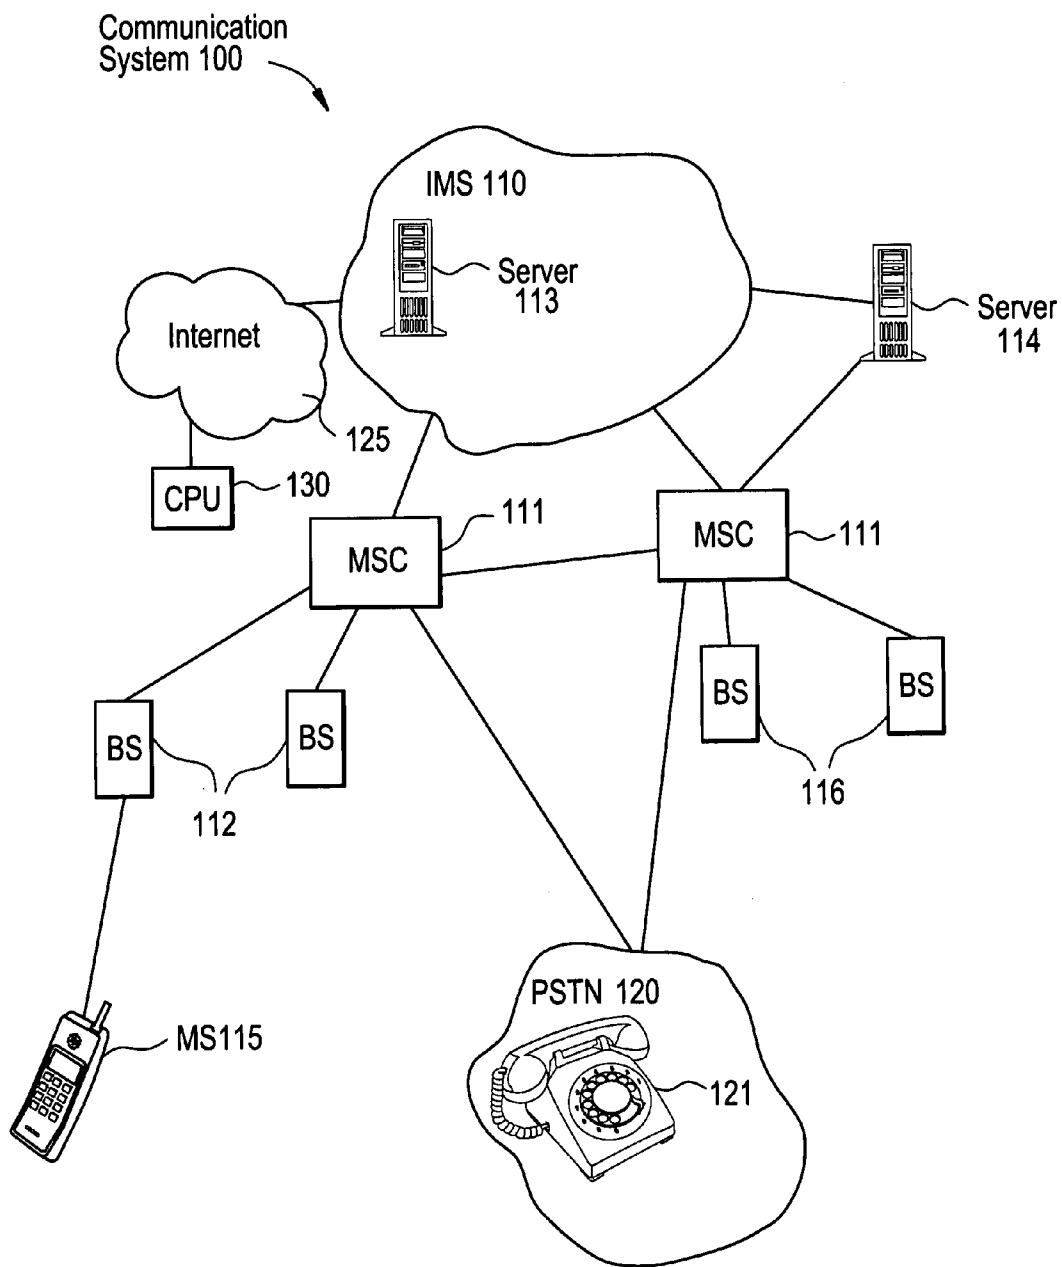 Communication
System 100
IMS 110
Server
113
Server
114
Internet
125
CPU
130
111
MSC
MSC
111
BS
BS
112
BS
BS
116
MS115
PSTN 120
121